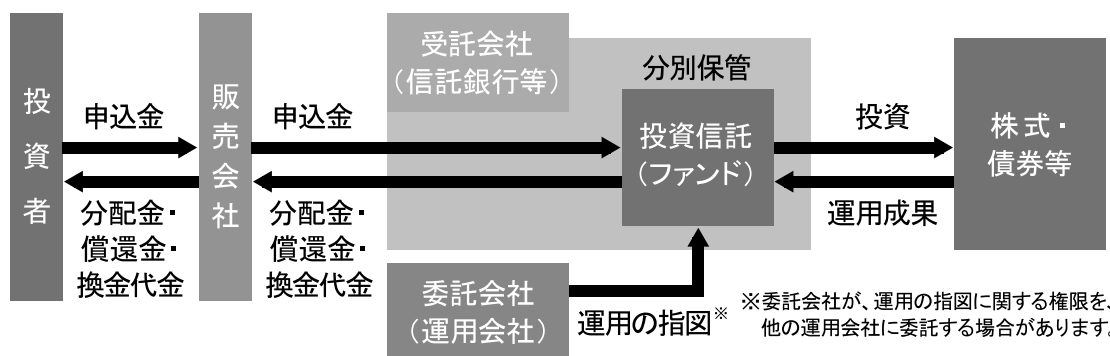 投資者
申込金
分配金・
償還金・
換金代金
販売会社
申込金
分配金・
償還金・
換金代金
受託会社
（信託銀行等）
分別保管
投資信託
（ファンド）
委託会社
（運用会社）
運用の指図※
投資
運用成果
株式・
債券等
※委託会社が、運用の指図に関する権限を、
他の運用会社に委託する場合があります。